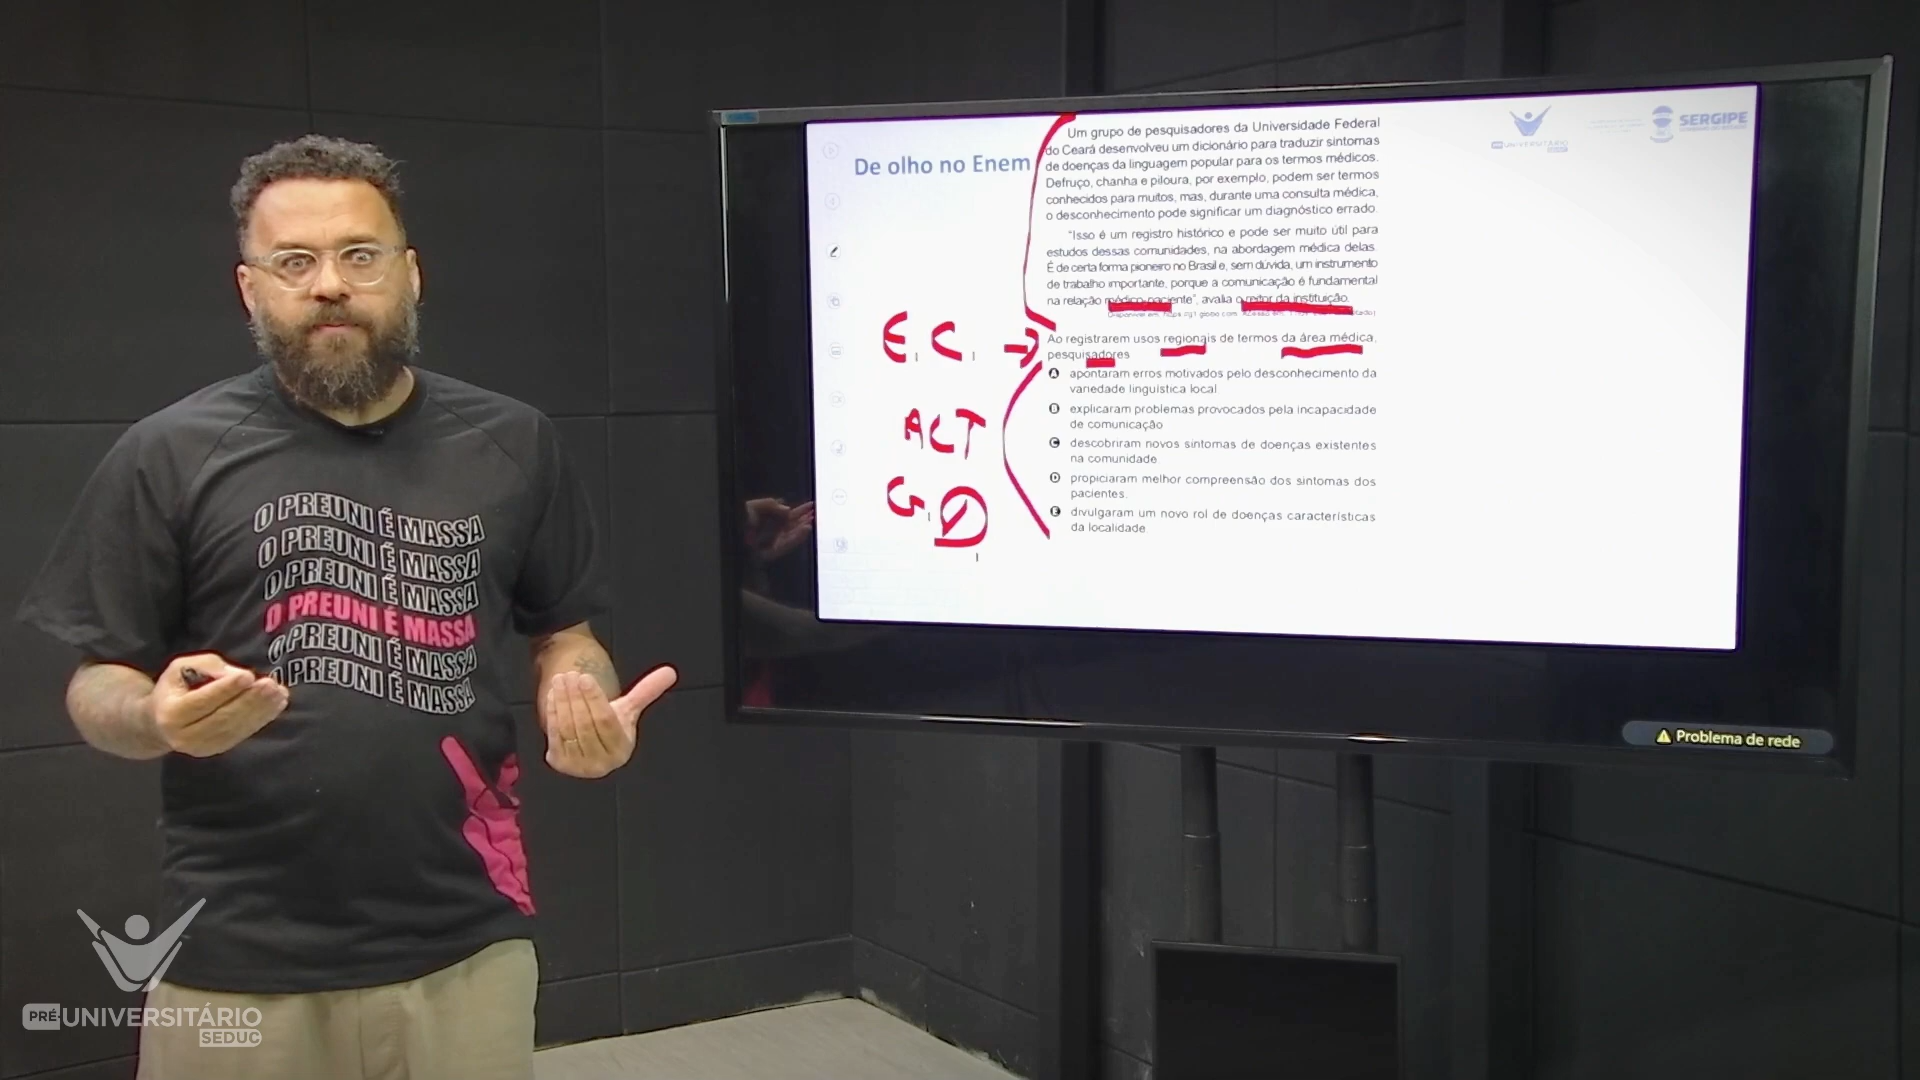 De olho no Enem
Um grupo de pesquisadores da Universidade Federal
do Ceará desenvolveu um dicionário para traduzir sintomas
de doenças da linguagem popular para os termos médicos.
Defruço, chanha e piloura, por exemplo, podem ser termos
conhecidos para muitos, mas, durante uma consulta médica,
o desconhecimento pode significar um diagnóstico errado.
"Isso é um registro histórico e pode ser muito útil para
estudos dessas comunidades, na abordagem médica delas.
É de certa forma pioneiro no Brasil e, sem dúvida, um instrumento
de trabalho importante, porque a comunicação é fundamental
na relação médico-paciente", avalia o reitor da instituição.
Ao registrarem usos regionais de termos da área médica,
pesquisadores
A apontaram erros motivados pelo desconhecimento da
variedade linguística local
B explicaram problemas provocados pela incapacidade
de comunicação
C descobriram novos sintomas de doenças existentes
na comunidade
D propiciaram melhor compreensão dos sintomas dos
pacientes.
E divulgaram um novo rol de doenças características
da localidade
E. C. →
ACT
G. D
PRÉ-UNIVERSITÁRIO
SEDUC
SERGIPE
Problema de rede
O PREUNI É MASSA
O PREUNI É MASSA
O PREUNI É MASSA
O PREUNI É MASSA
O PREUNI É MASSA
O PREUNI É MASSA
PRÉ-UNIVERSITÁRIO
SEDUC